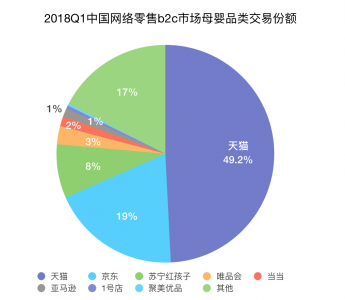 2018Q1中国网络零售b2c市场母婴品类交易份额
17%
1%
1%
2%
3%
8%
19%
天猫
49.2%
天猫 京东 苏宁红孩子 唯品会 当当
亚马逊 1号店 聚美优品 其他